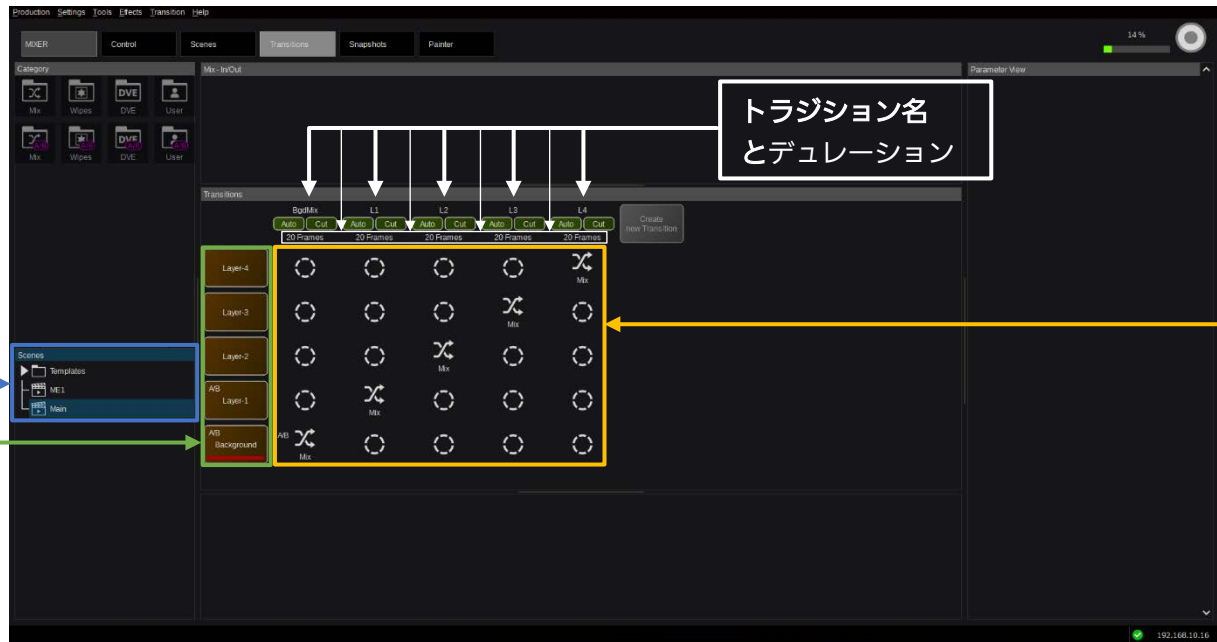 Production Settings Tools Effects Transition Help
MIXER Control Scenes Transitions Snapshots Painter
14 %
Category
Mix - In/Out
Parameter View
DVE
Mix Wipes DVE User
A/B A/B A/B A/B
DVE
Mix Wipes DVE User
トラジション名
とデュレーション
Transitions
BgdMix L1 L2 L3 L4
Auto Cut Auto Cut Auto Cut Auto Cut Auto Cut
20 Frames 20 Frames 20 Frames 20 Frames 20 Frames
Create
new Transition
Layer-4
Mix
Layer-3
Mix
Layer-2
Mix
A/B
Layer-1
Mix
A/B
Background
A/B
Mix
Scenes
Templates
ME1
Main
192.168.10.16